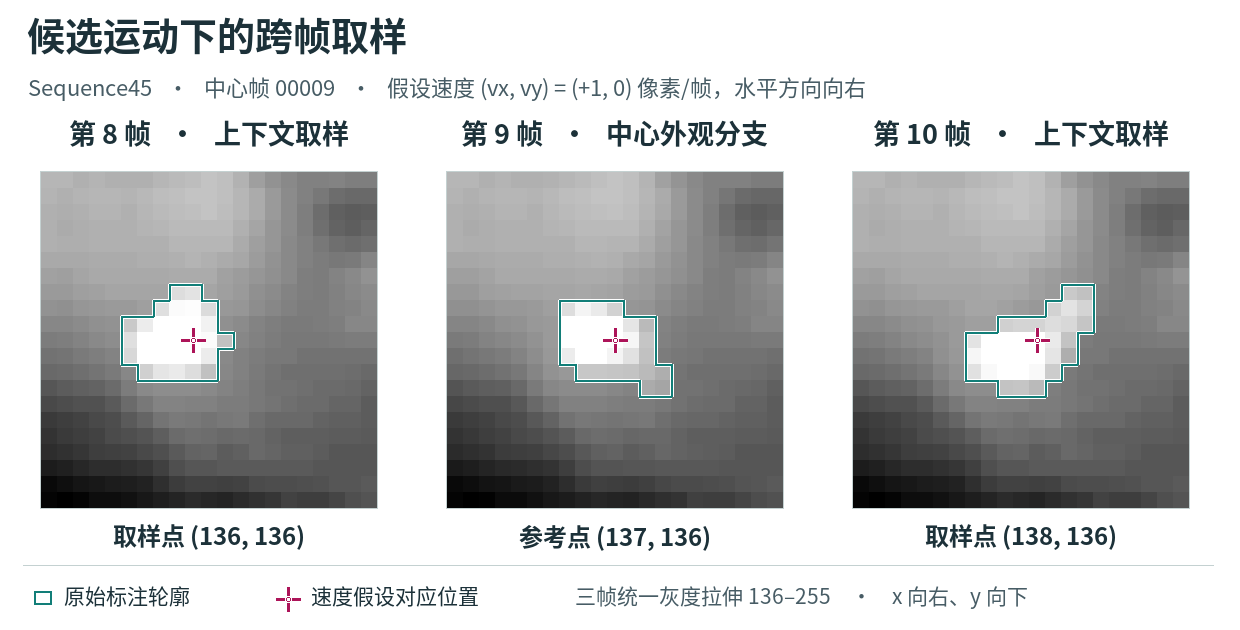 候选运动下的跨帧取样
Sequence45 • 中心帧 00009 • 假设速度 (vx, vy) = (+1, 0) 像素/帧，水平方向向右
第 8 帧 • 上下文取样
第 9 帧 • 中心外观分支
第 10 帧 • 上下文取样
取样点 (136, 136)
参考点 (137, 136)
取样点 (138, 136)
原始标注轮廓
速度假设对应位置
三帧统一灰度拉伸 136–255 • x 向右、y 向下